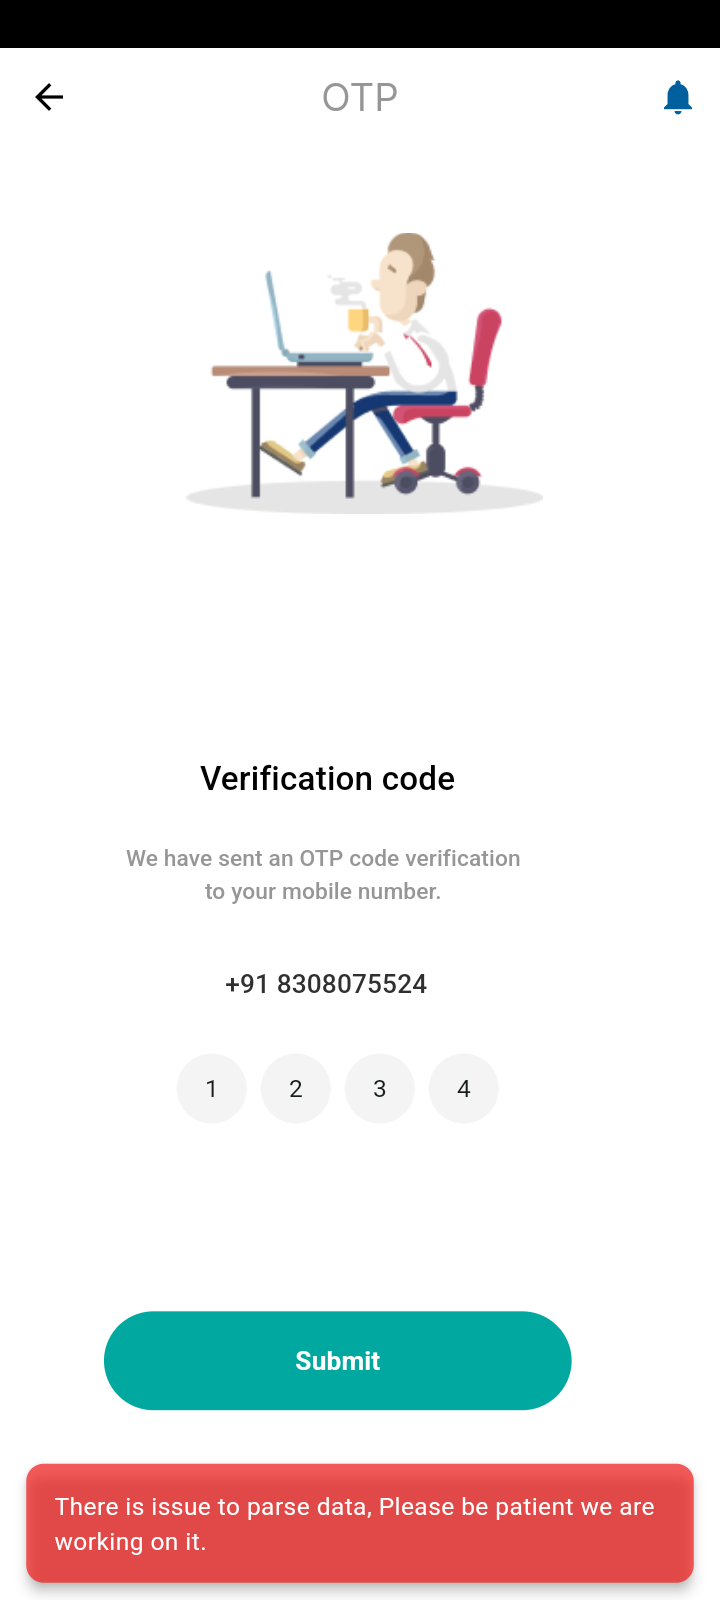 OTP
Verification code
We have sent an OTP code verification
to your mobile number.
+91 8308075524
1 2 3 4
Submit
There is issue to parse data, Please be patient we are
working on it.